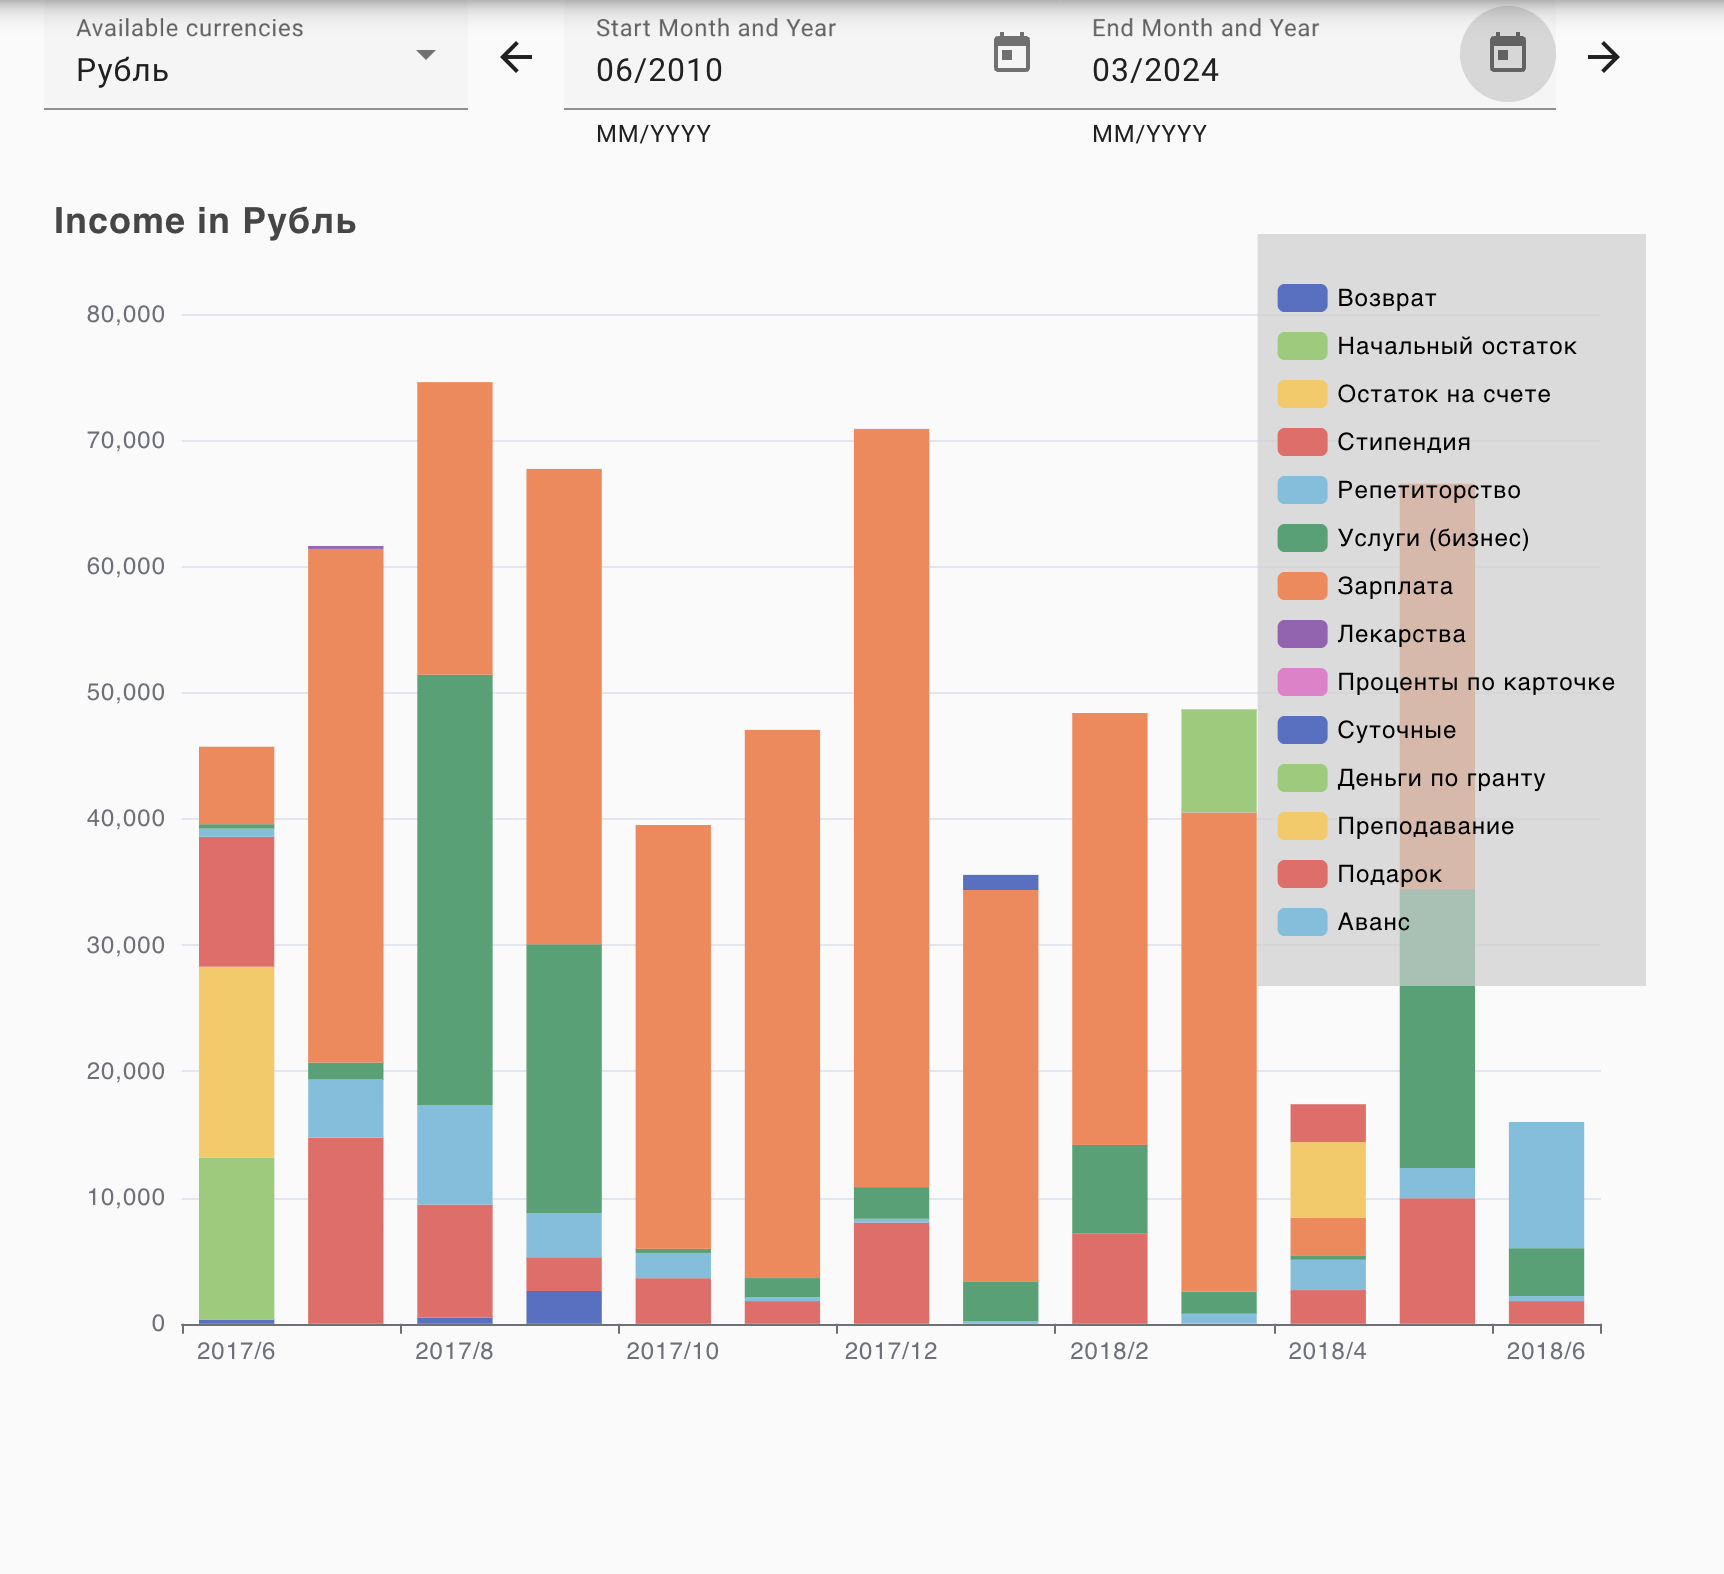 Available currencies
Рубль
Start Month and Year
06/2010
MM/YYYY
End Month and Year
03/2024
MM/YYYY
Income in Рубль
80,000
70,000
60,000
50,000
40,000
30,000
20,000
10,000
0
2017/6
2017/8
2017/10
2017/12
2018/2
2018/4
2018/6
Возврат
Начальный остаток
Остаток на счете
Стипендия
Репетиторство
Услуги (бизнес)
Зарплата
Лекарства
Проценты по карточке
Суточные
Деньги по гранту
Преподавание
Подарок
Аванс